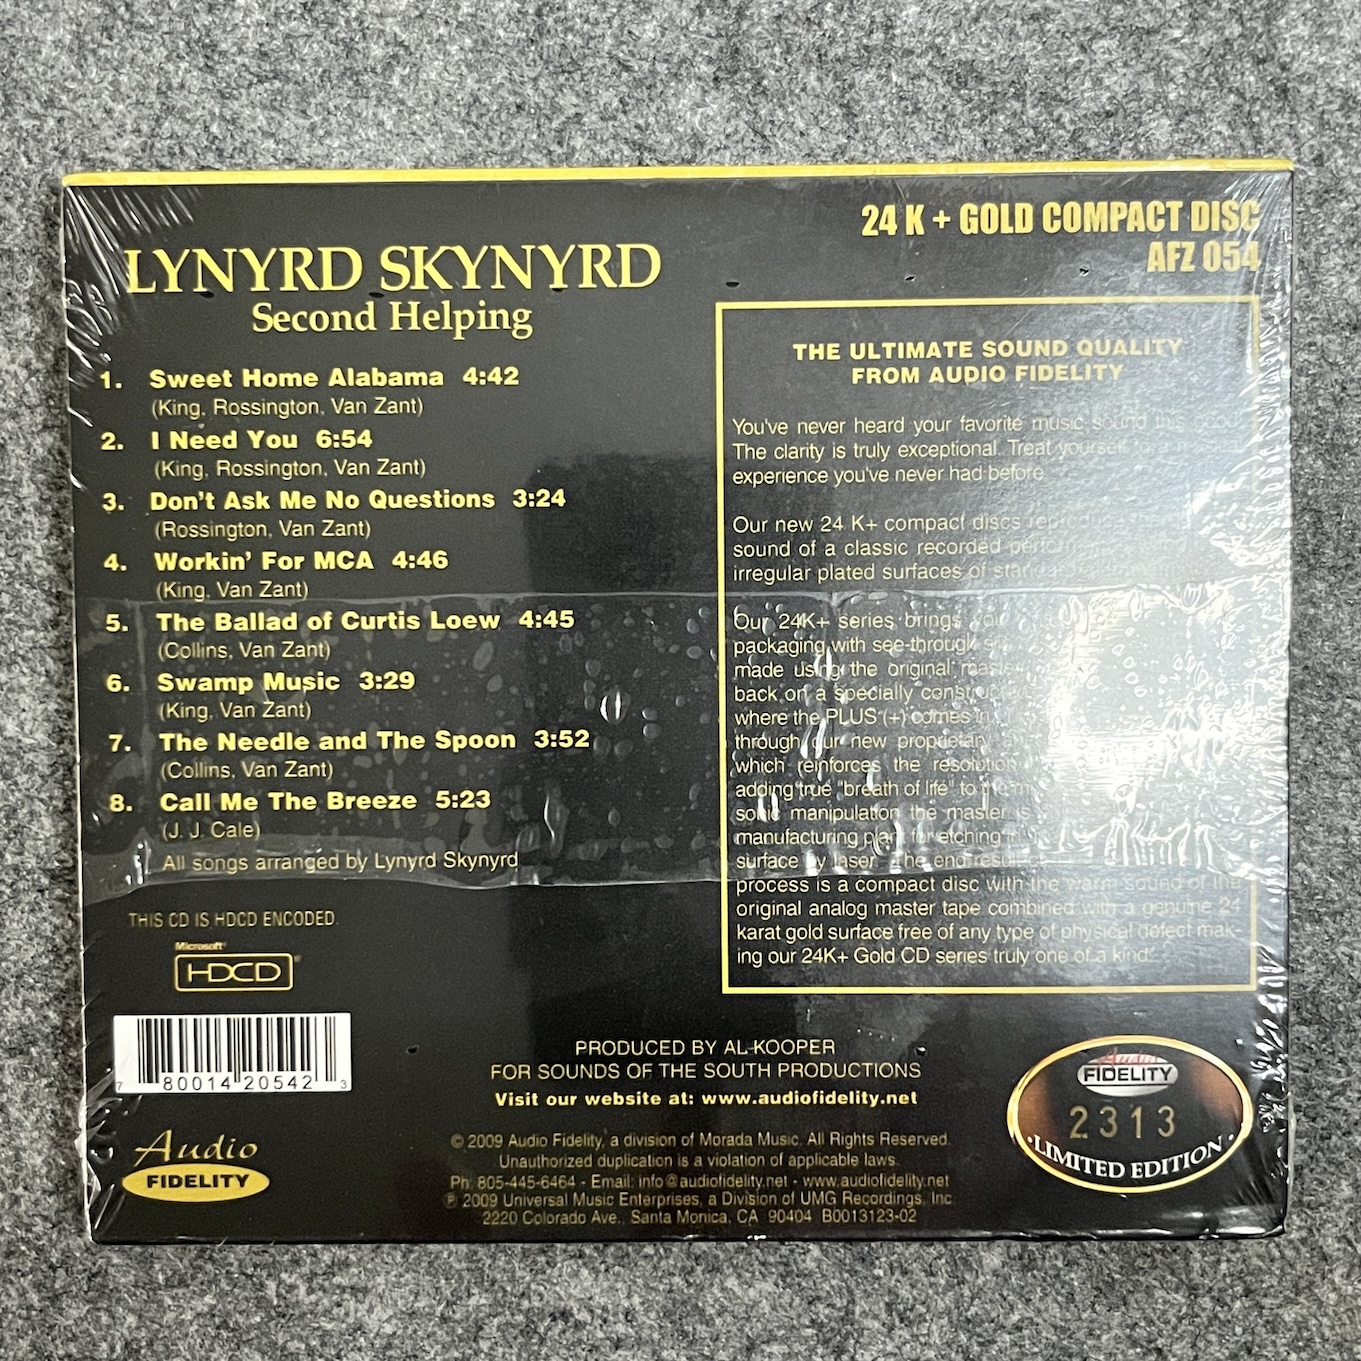 24 K + GOLD COMPACT DISC
AFZ 054
LYNYRD SKYNYRD
Second Helping
1. Sweet Home Alabama 4:42
(King, Rossington, Van Zant)
2. I Need You 6:54
(King, Rossington, Van Zant)
3. Don't Ask Me No Questions 3:24
(Rossington, Van Zant)
4. Workin' For MCA 4:46
(King, Van Zant)
5. The Ballad of Curtis Loew 4:45
(Collins, Van Zant)
6. Swamp Music 3:29
(King, Van Zant)
7. The Needle and The Spoon 3:52
(Collins, Van Zant)
8. Call Me The Breeze 5:23
(J. J. Cale)
All songs arranged by Lynyrd Skynyrd
THIS CD IS HDCD ENCODED.
Microsoft
HDCD
7 80014 20542 3
Audio
FIDELITY
THE ULTIMATE SOUND QUALITY
FROM AUDIO FIDELITY
You've never heard your favorite music sound this
The clarity is truly exceptional. Treat yourself
experience you've never had before.
Our new 24 K+ compact discs
sound of a classic recorded
irregular plated surfaces of standard
Our 24K+ series brings you
packaging with see-through
made using the original master
back on a specially
where the PLUS (+) comes in
through our new proprietary
which reinforces the resolution
adding true "breath of life" to
sonic manipulation the master
manufacturing plant for etching
surface by laser. The end result
process is a compact disc with the warm sound of the
original analog master tape combined with a genuine 24
karat gold surface free of any type of physical defect mak-
ing our 24K+ Gold CD series truly one of a kind.
PRODUCED BY AL KOOPER
FOR SOUNDS OF THE SOUTH PRODUCTIONS
Visit our website at: www.audiofidelity.net
© 2009 Audio Fidelity, a division of Morada Music. All Rights Reserved.
Unauthorized duplication is a violation of applicable laws.
Ph: 805-445-6464 - Email: info@audiofidelity.net - www.audiofidelity.net
℗ 2009 Universal Music Enterprises, a Division of UMG Recordings, Inc.
2220 Colorado Ave., Santa Monica, CA 90404 B0013123-02
Audio
FIDELITY
2313
·LIMITED EDITION·